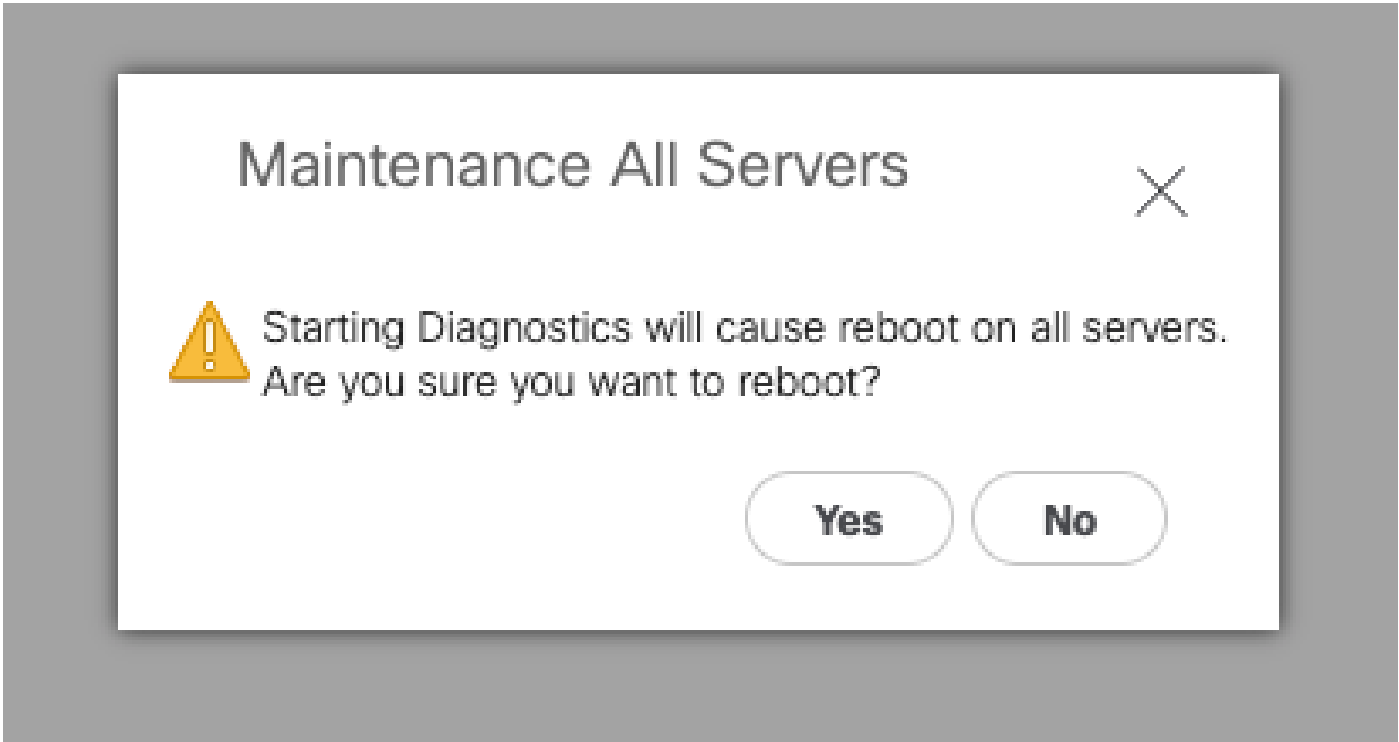 Maintenance All Servers
Starting Diagnostics will cause reboot on all servers.
Are you sure you want to reboot?
Yes No